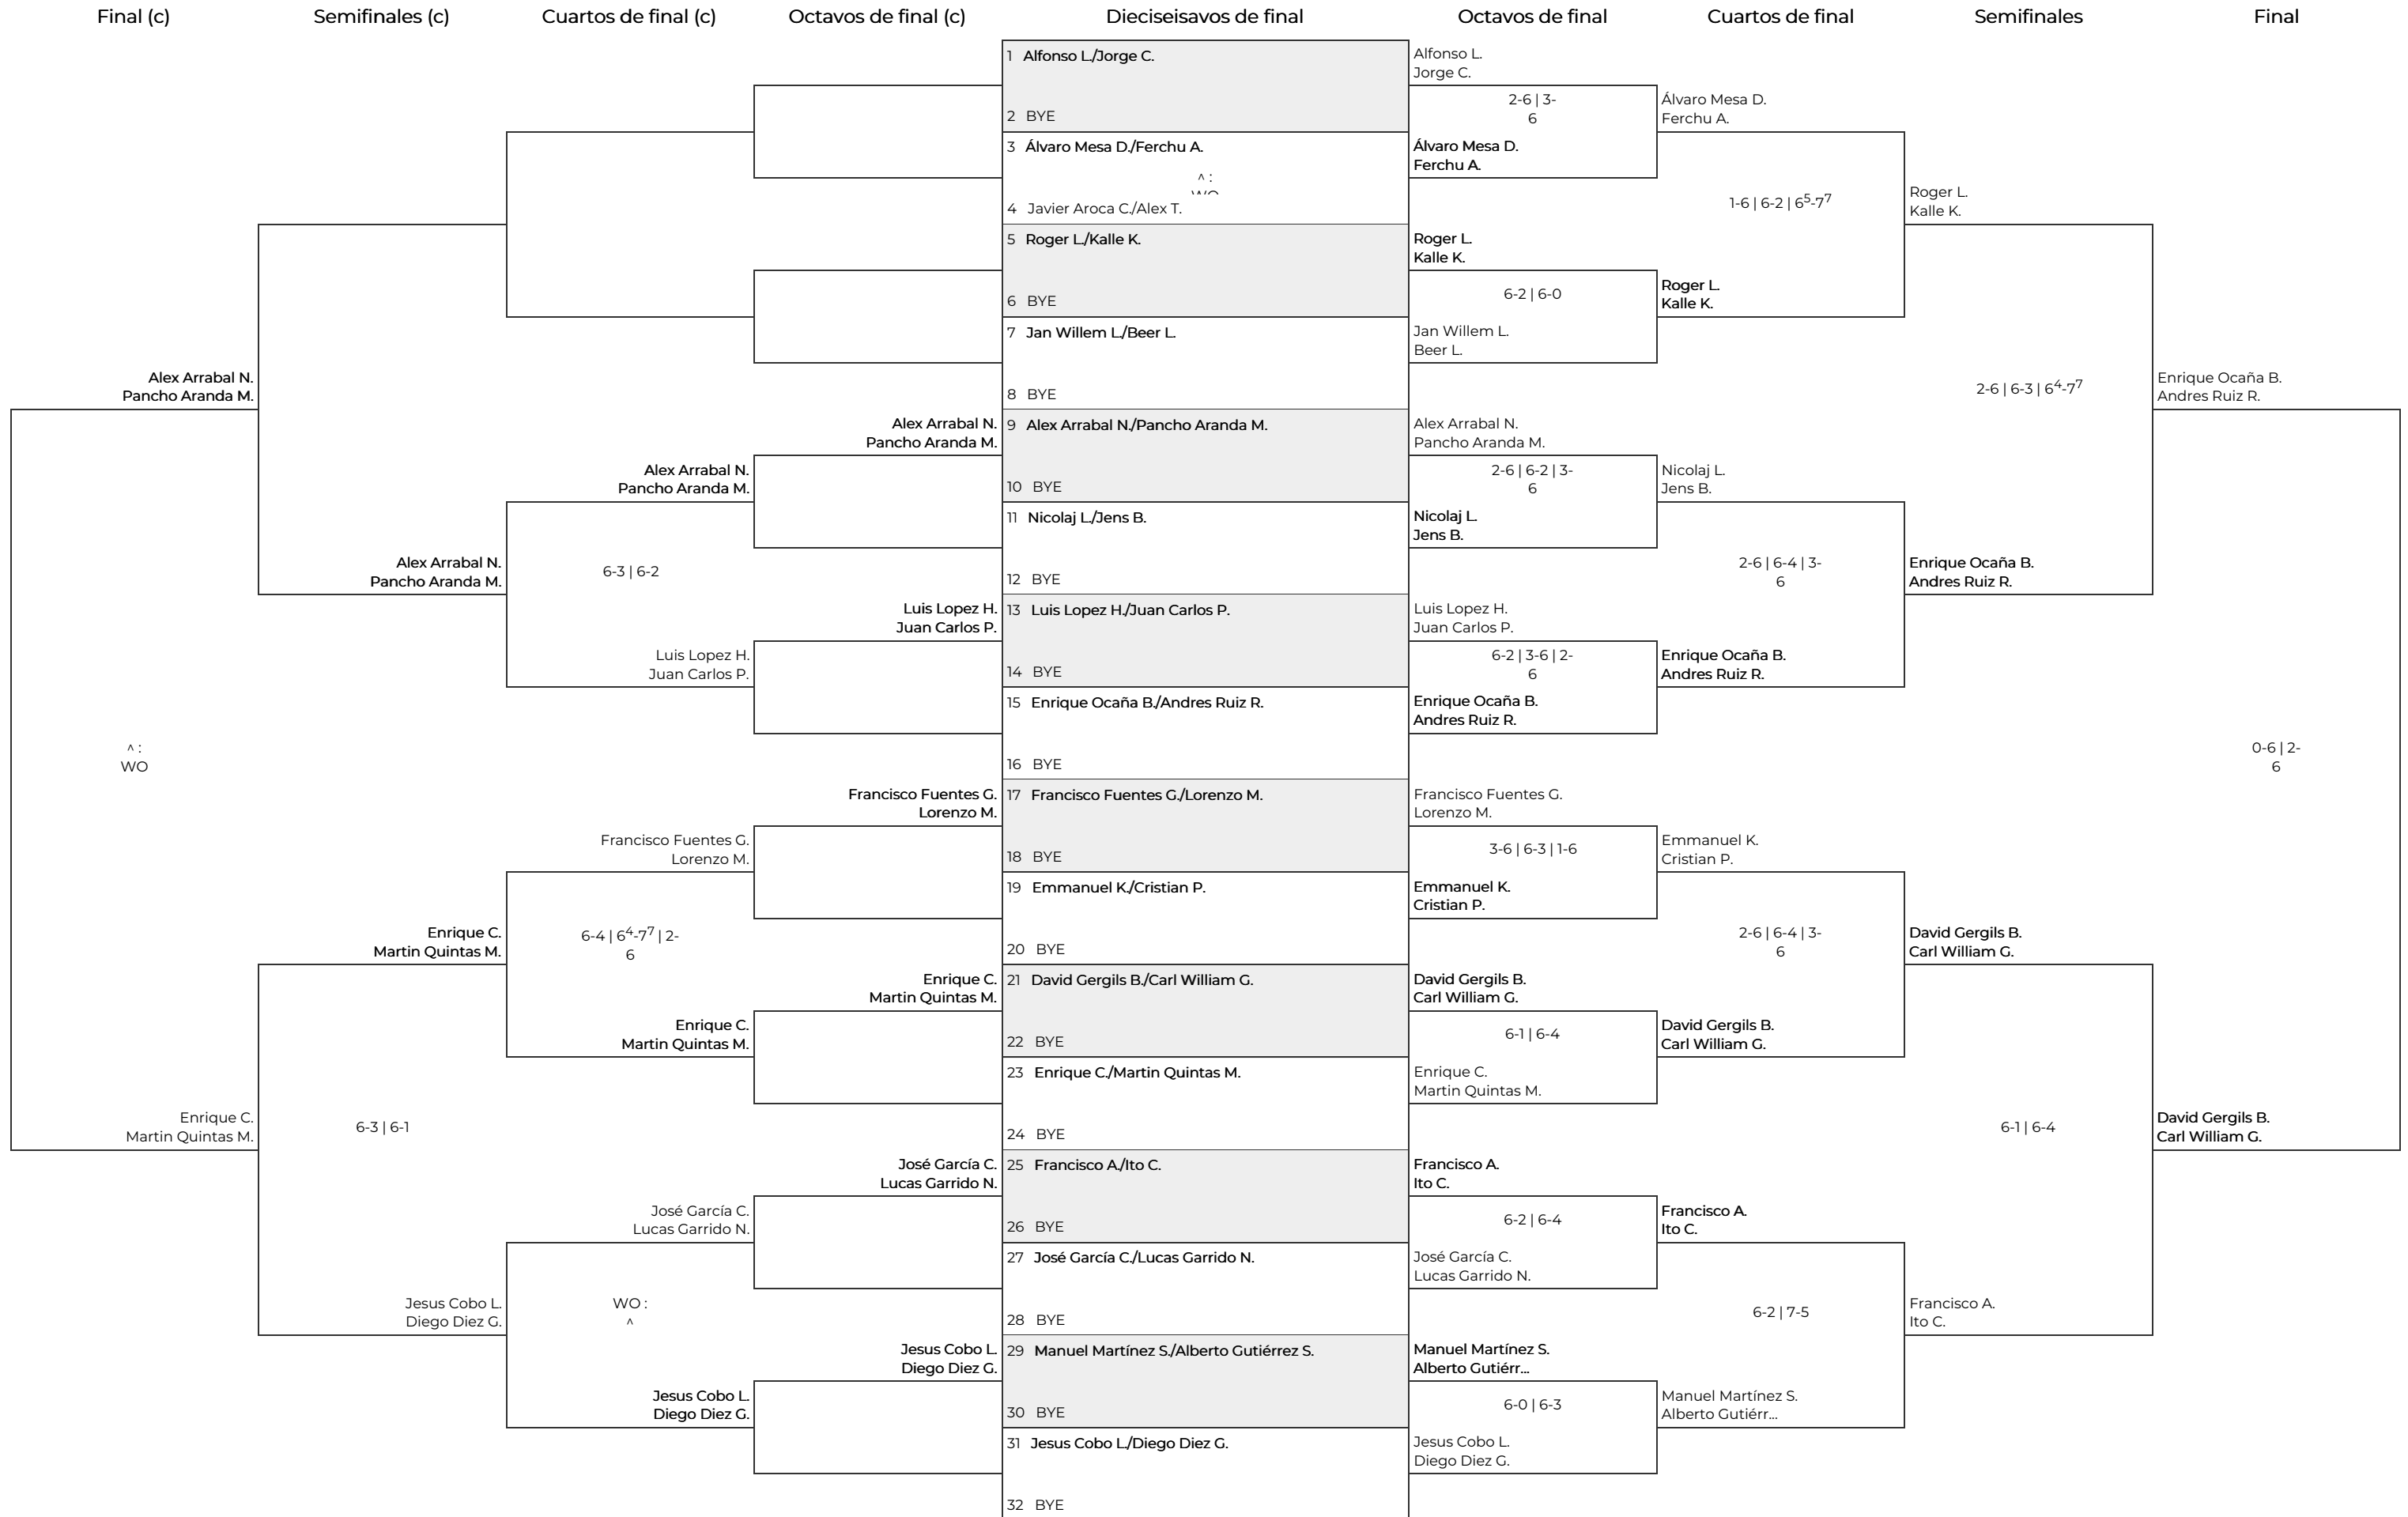 Final (c)
Semifinales (c)
Cuartos de final (c)
Octavos de final (c)
Dieciseisavos de final
Octavos de final
Cuartos de final
Semifinales
Final
Alex Arrabal N.
Pancho Aranda M.
^ :
WO
Enrique C.
Martin Quintas M.
Alex Arrabal N.
Pancho Aranda M.
Enrique C.
Martin Quintas M.
6-3 | 6-1
Jesus Cobo L.
Diego Diez G.
Alex Arrabal N.
Pancho Aranda M.
6-3 | 6-2
Luis Lopez H.
Juan Carlos P.
Francisco Fuentes G.
Lorenzo M.
6-4 | 6⁴-7⁷ | 2-
6
Enrique C.
Martin Quintas M.
José García C.
Lucas Garrido N.
WO :
^
Jesus Cobo L.
Diego Diez G.
Alex Arrabal N.
Pancho Aranda M.
Luis Lopez H.
Juan Carlos P.
Francisco Fuentes G.
Lorenzo M.
Enrique C.
Martin Quintas M.
José García C.
Lucas Garrido N.
Jesus Cobo L.
Diego Diez G.
1 Alfonso L./Jorge C.
2 BYE
3 Álvaro Mesa D./Ferchu A.
^ :
WO
4 Javier Aroca C./Alex T.
5 Roger L./Kalle K.
6 BYE
7 Jan Willem L./Beer L.
8 BYE
9 Alex Arrabal N./Pancho Aranda M.
10 BYE
11 Nicolaj L./Jens B.
12 BYE
13 Luis Lopez H./Juan Carlos P.
14 BYE
15 Enrique Ocaña B./Andres Ruiz R.
16 BYE
17 Francisco Fuentes G./Lorenzo M.
18 BYE
19 Emmanuel K./Cristian P.
20 BYE
21 David Gergils B./Carl William G.
22 BYE
23 Enrique C./Martin Quintas M.
24 BYE
25 Francisco A./Ito C.
26 BYE
27 José García C./Lucas Garrido N.
28 BYE
29 Manuel Martínez S./Alberto Gutiérrez S.
30 BYE
31 Jesus Cobo L./Diego Diez G.
32 BYE
Alfonso L.
Jorge C.
2-6 | 3-
6
Álvaro Mesa D.
Ferchu A.
Roger L.
Kalle K.
6-2 | 6-0
Jan Willem L.
Beer L.
Alex Arrabal N.
Pancho Aranda M.
2-6 | 6-2 | 3-
6
Nicolaj L.
Jens B.
Luis Lopez H.
Juan Carlos P.
6-2 | 3-6 | 2-
6
Enrique Ocaña B.
Andres Ruiz R.
Francisco Fuentes G.
Lorenzo M.
3-6 | 6-3 | 1-6
Emmanuel K.
Cristian P.
David Gergils B.
Carl William G.
6-1 | 6-4
Enrique C.
Martin Quintas M.
Francisco A.
Ito C.
6-2 | 6-4
José García C.
Lucas Garrido N.
Manuel Martínez S.
Alberto Gutiérr...
6-0 | 6-3
Jesus Cobo L.
Diego Diez G.
Álvaro Mesa D.
Ferchu A.
1-6 | 6-2 | 6⁵-7⁷
Roger L.
Kalle K.
Nicolaj L.
Jens B.
2-6 | 6-4 | 3-
6
Enrique Ocaña B.
Andres Ruiz R.
Emmanuel K.
Cristian P.
2-6 | 6-4 | 3-
6
David Gergils B.
Carl William G.
Francisco A.
Ito C.
6-2 | 7-5
Manuel Martínez S.
Alberto Gutiérr...
Roger L.
Kalle K.
2-6 | 6-3 | 6⁴-7⁷
Enrique Ocaña B.
Andres Ruiz R.
David Gergils B.
Carl William G.
6-1 | 6-4
Francisco A.
Ito C.
Enrique Ocaña B.
Andres Ruiz R.
0-6 | 2-
6
David Gergils B.
Carl William G.